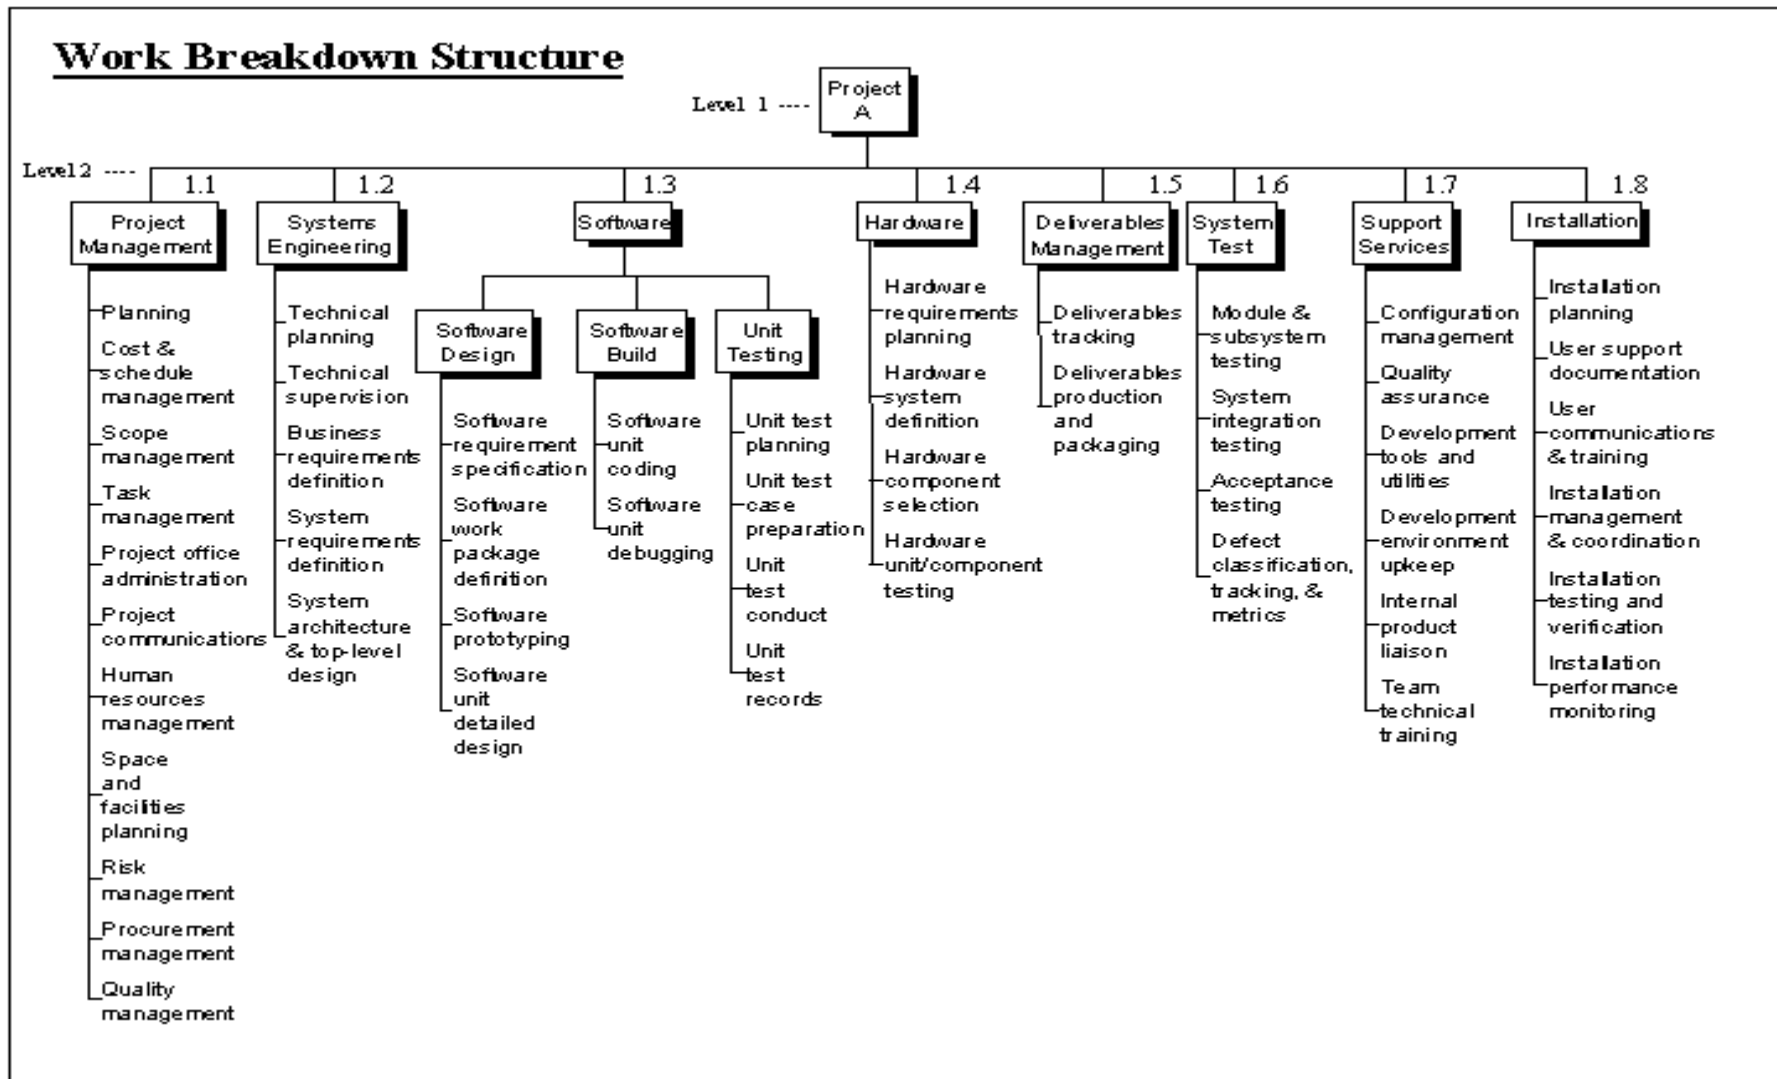 Work Breakdown Structure
Level 1 ----
Project
A
Level2 ----
1.1
1.2
1.3
1.4
1.5
1.6
1.7
1.8
Project
Management
Planning
Cost &
schedule
management
Scope
management
Task
management
Project office
administration
Project
communications
Human
resources
management
Space
and
facilities
planning
Risk
management
Procurement
management
Quality
management
Systems
Engineering
Technical
planning
Technical
supervision
Business
requirements
definition
System
requirements
definition
System
architecture
& top-level
design
Software
Software
Design
Software
requirement
specification
Software
work
package
definition
Software
prototyping
Software
unit
detailed
design
Software
Build
Software
unit
coding
Software
unit
debugging
Unit
Testing
Unit test
planning
Unit test
case
preparation
Unit
test
conduct
Unit
test
records
Hardware
Hardware
requirements
planning
Hardware
system
definition
Hardware
component
selection
Hardware
unit/component
testing
Deliverables
Management
Deliverables
tracking
Deliverables
production
and
packaging
System
Test
Module &
subsystem
testing
System
integration
testing
Acceptance
testing
Defect
classification,
tracking, &
metrics
Support
Services
Configuration
management
Quality
assurance
Development
tools and
utilities
Development
environment
upkeep
Internal
product
liaison
Team
technical
training
Installation
Installation
planning
User support
documentation
User
communications
& training
Installation
management
& coordination
Installation
testing and
verification
Installation
performance
monitoring